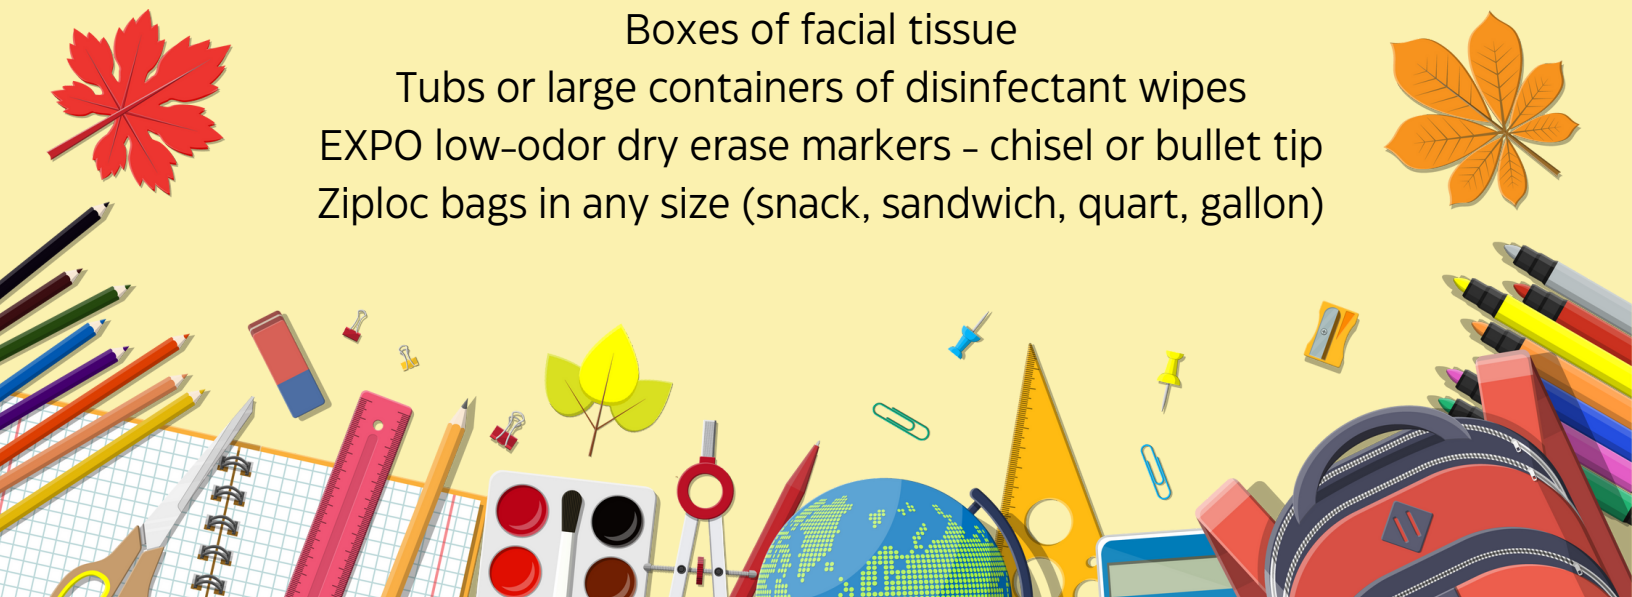 Boxes of facial tissue
Tubs or large containers of disinfectant wipes
EXPO low-odor dry erase markers - chisel or bullet tip
Ziploc bags in any size (snack, sandwich, quart, gallon)